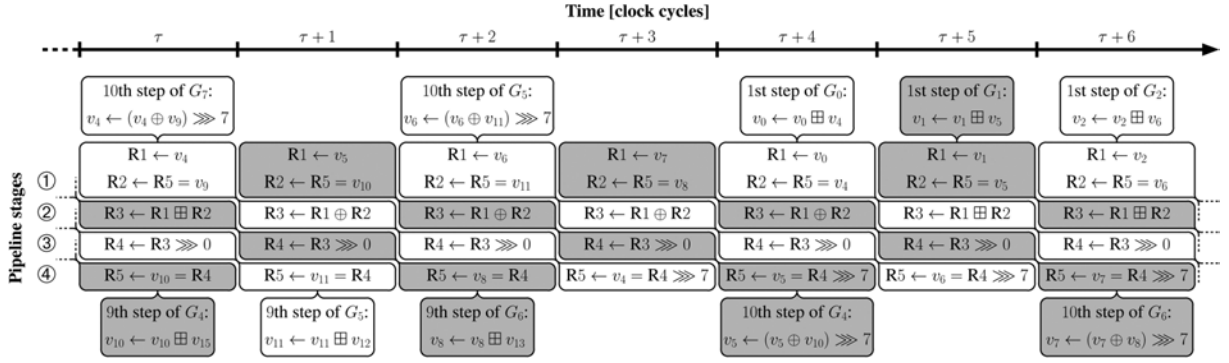 Time [clock cycles]
τ τ + 1 τ + 2 τ + 3 τ + 4 τ + 5 τ + 6
10th step of G₇: 10th step of G₅: 1st step of G₀: 1st step of G₁: 1st step of G₂:
v₄ ← (v₄ ⊕ v₉) ⋙ 7 v₆ ← (v₆ ⊕ v₁₁) ⋙ 7 v₀ ← v₀ ⊞ v₄ v₁ ← v₁ ⊞ v₅ v₂ ← v₂ ⊞ v₆
Pipeline stages
R1 ← v₄ R1 ← v₅ R1 ← v₆ R1 ← v₇ R1 ← v₀ R1 ← v₁ R1 ← v₂
① R2 ← R5 = v₉ R2 ← R5 = v₁₀ R2 ← R5 = v₁₁ R2 ← R5 = v₈ R2 ← R5 = v₄ R2 ← R5 = v₅ R2 ← R5 = v₆
② R3 ← R1 ⊞ R2 R3 ← R1 ⊕ R2 R3 ← R1 ⊕ R2 R3 ← R1 ⊕ R2 R3 ← R1 ⊕ R2 R3 ← R1 ⊞ R2 R3 ← R1 ⊞ R2
③ R4 ← R3 ⋙ 0 R4 ← R3 ⋙ 0 R4 ← R3 ⋙ 0 R4 ← R3 ⋙ 0 R4 ← R3 ⋙ 0 R4 ← R3 ⋙ 0 R4 ← R3 ⋙ 0
④ R5 ← v₁₀ = R4 R5 ← v₁₁ = R4 R5 ← v₈ = R4 R5 ← v₄ = R4 ⋙ 7 R5 ← v₅ = R4 ⋙ 7 R5 ← v₆ = R4 ⋙ 7 R5 ← v₇ = R4 ⋙ 7
9th step of G₄: 9th step of G₅: 9th step of G₆: 10th step of G₄: 10th step of G₆:
v₁₀ ← v₁₀ ⊞ v₁₅ v₁₁ ← v₁₁ ⊞ v₁₂ v₈ ← v₈ ⊞ v₁₃ v₅ ← (v₅ ⊕ v₁₀) ⋙ 7 v₇ ← (v₇ ⊕ v₈) ⋙ 7